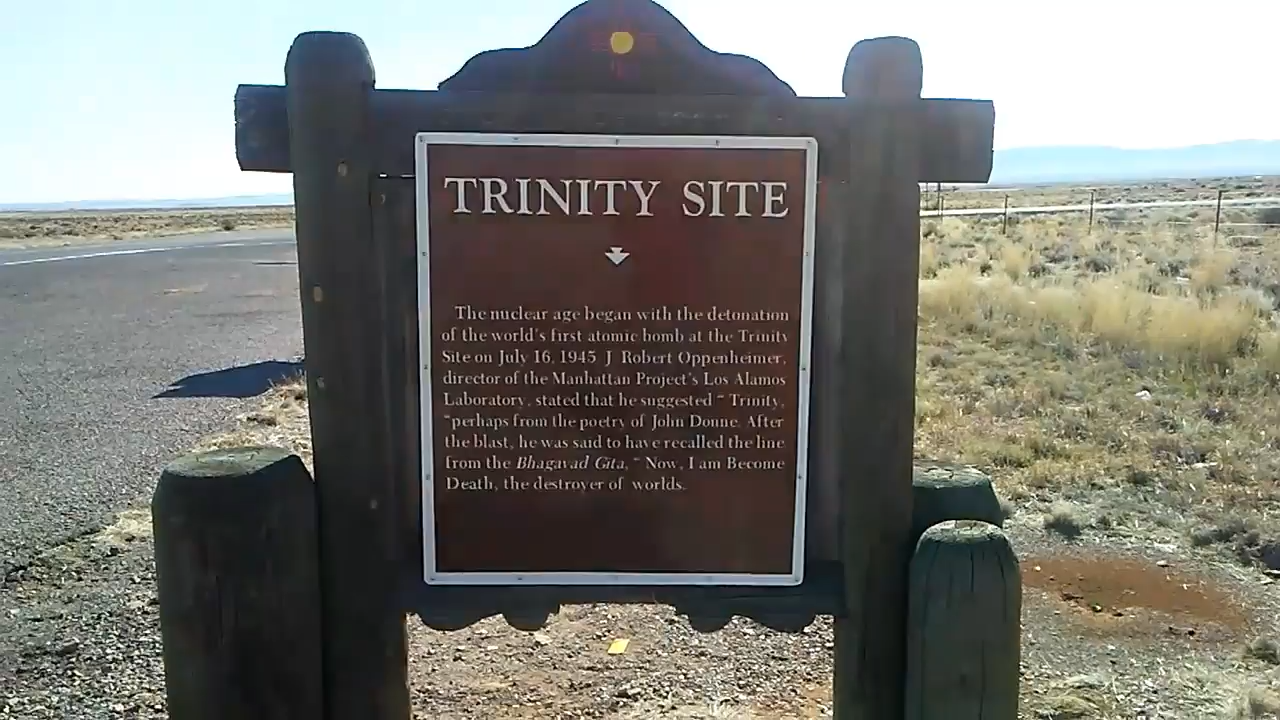 TRINITY SITE
The nuclear age began with the detonation
of the world's first atomic bomb at the Trinity
Site on July 16, 1945 J Robert Oppenheimer,
director of the Manhattan Project's Los Alamos
Laboratory, stated that he suggested " Trinity,
"perhaps from the poetry of John Donne. After
the blast, he was said to have recalled the line
from the Bhagavad Gita, " Now, I am Become
Death, the destroyer of worlds.